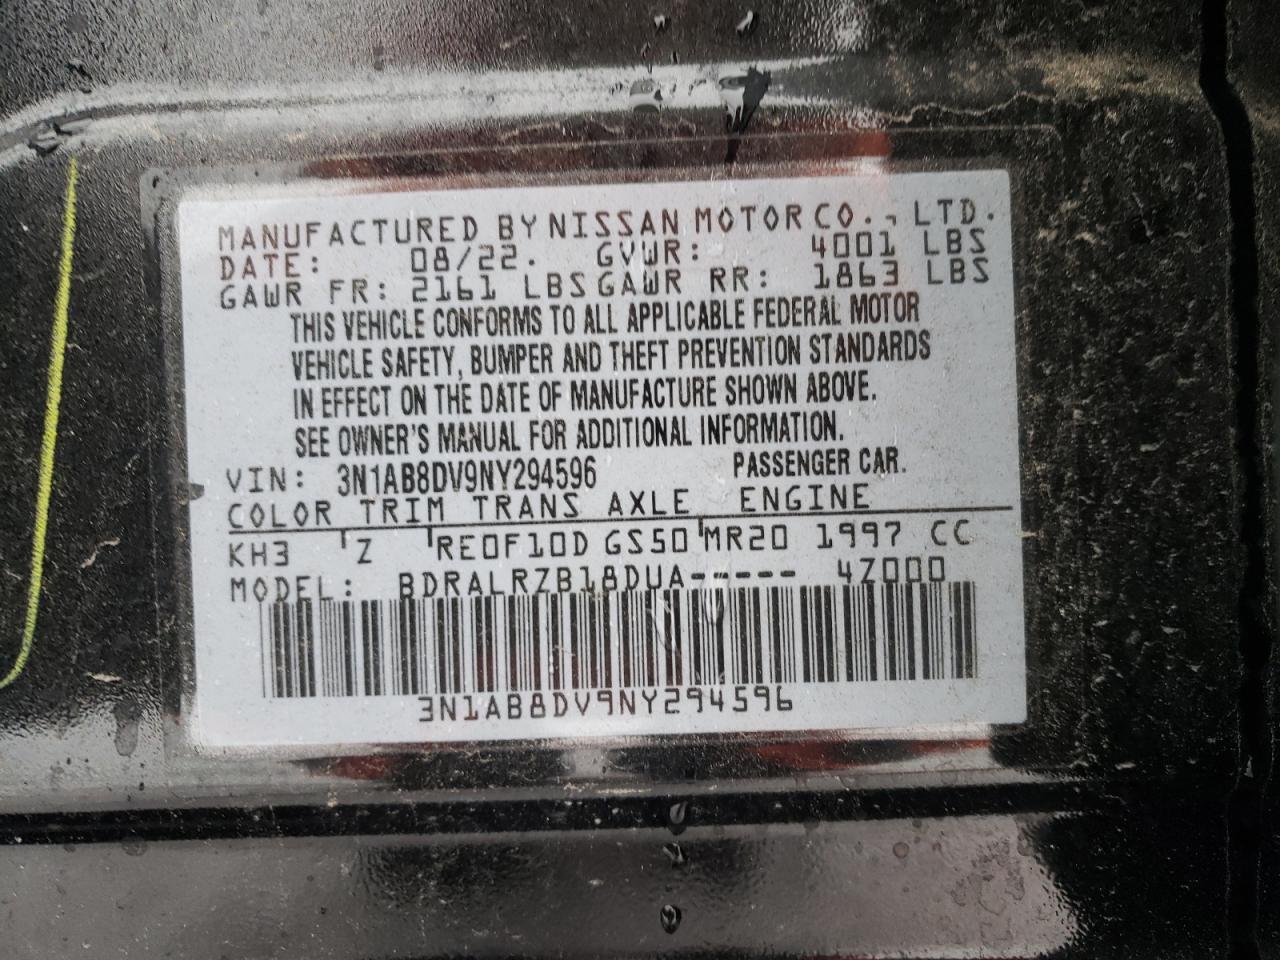 MANUFACTURED BY NISSAN MOTOR CO., LTD.
DATE: 08/22. GVWR: 4001 LBS
GAWR FR: 2161 LBS GAWR RR: 1863 LBS
THIS VEHICLE CONFORMS TO ALL APPLICABLE FEDERAL MOTOR
VEHICLE SAFETY, BUMPER AND THEFT PREVENTION STANDARDS
IN EFFECT ON THE DATE OF MANUFACTURE SHOWN ABOVE.
SEE OWNER'S MANUAL FOR ADDITIONAL INFORMATION.
VIN: 3N1AB8DV9NY294596 PASSENGER CAR.
COLOR TRIM TRANS AXLE ENGINE
KH3 Z RE0F10D GS50 MR20 1997 CC
MODEL: BDRALRZB18DUA----- 4Z000
3N1AB8DV9NY294596